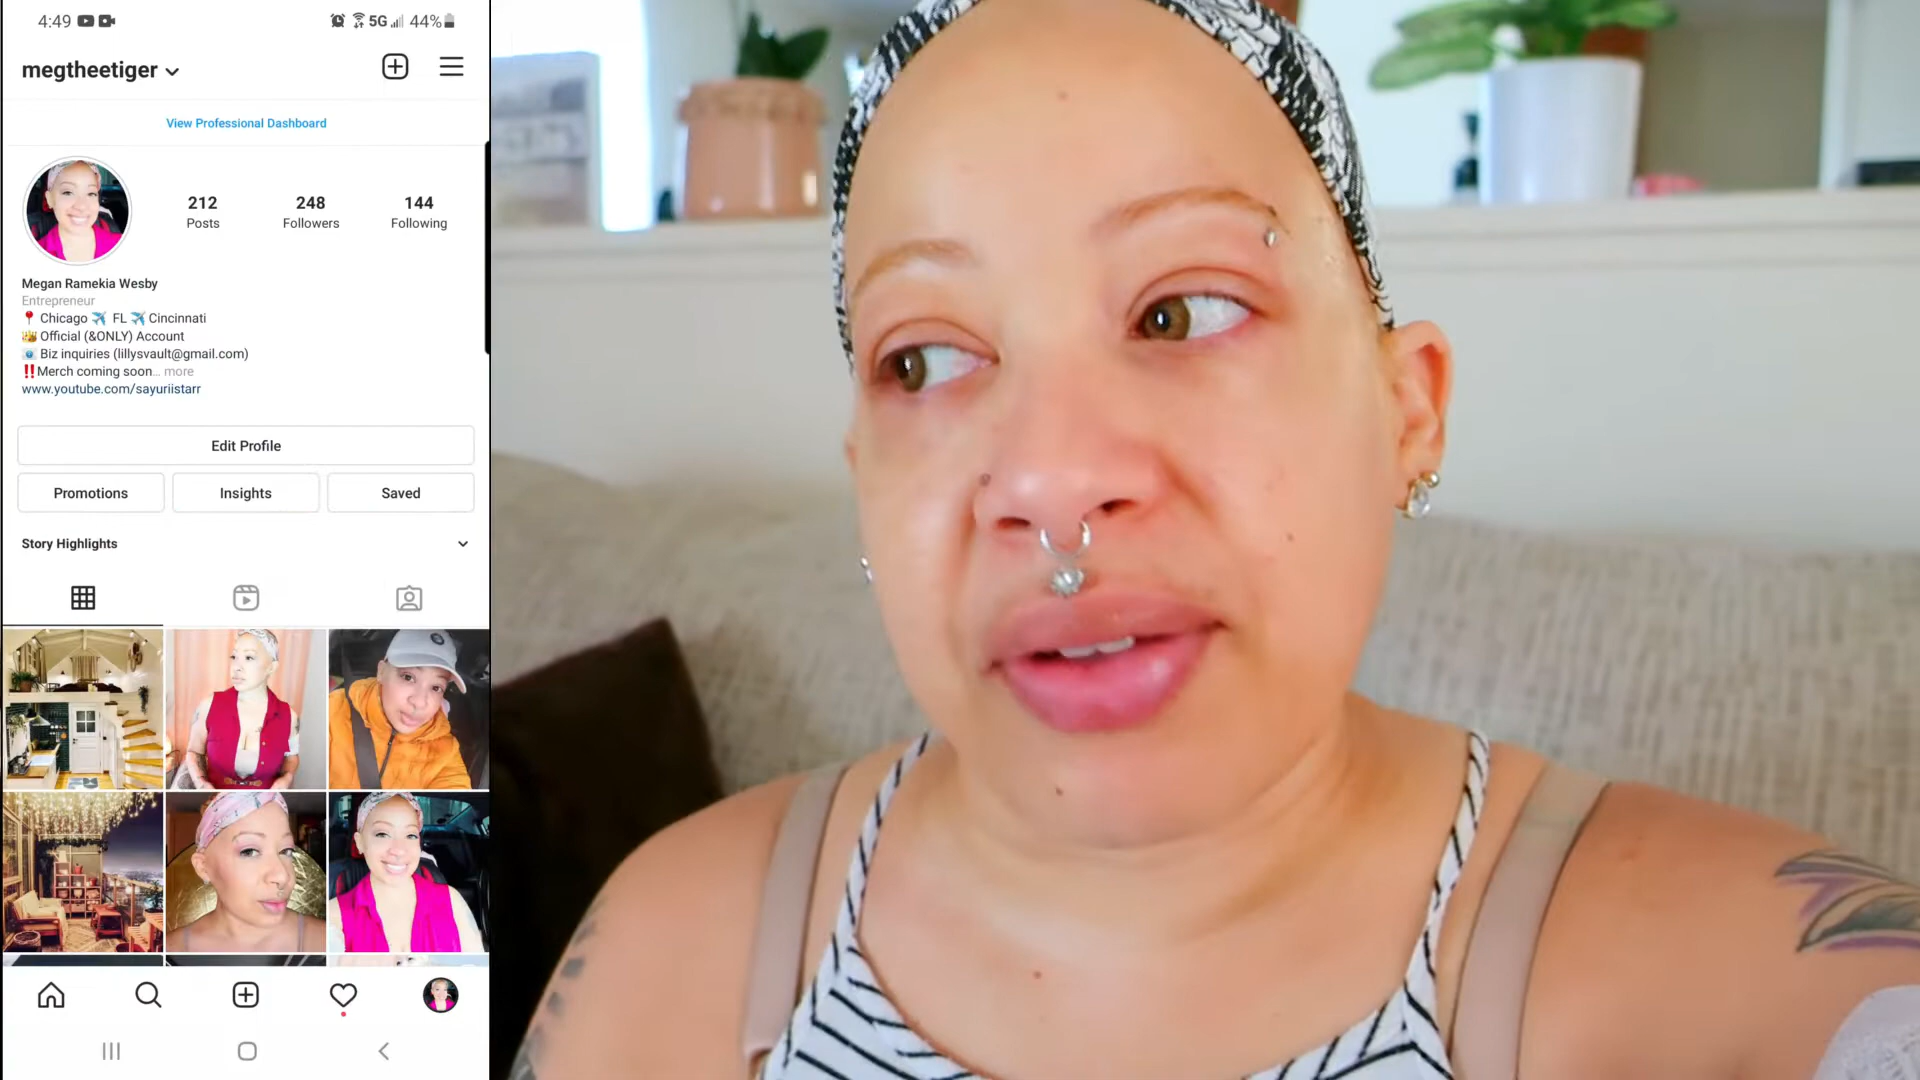 4:49 5G 44%
megtheetiger
View Professional Dashboard
212 248 144
Posts Followers Following
Megan Ramekia Wesby
Entrepreneur
📍 Chicago ✈️ FL ✈️ Cincinnati
👑 Official (&ONLY) Account
📧 Biz inquiries (lillysvault@gmail.com)
‼️Merch coming soon... more
www.youtube.com/sayuriistarr
Edit Profile
Promotions Insights Saved
Story Highlights